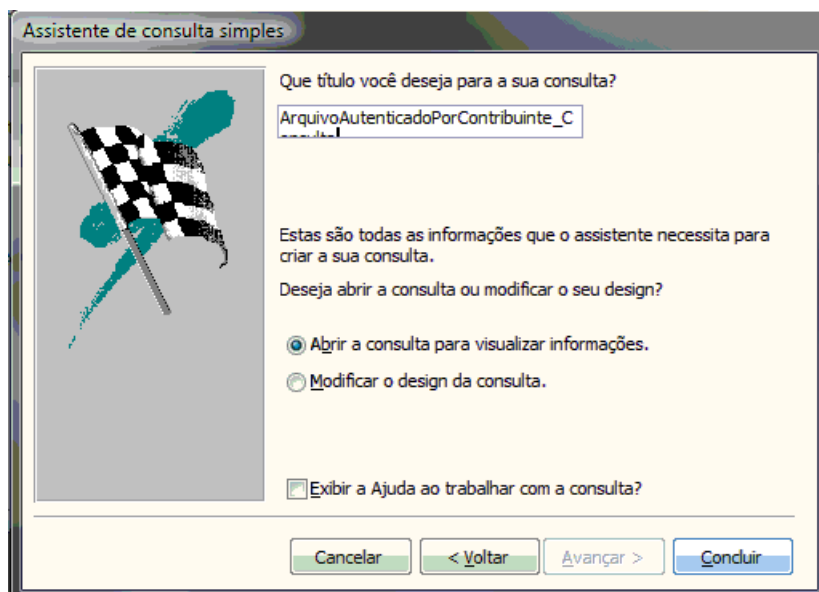 Assistente de consulta simples
Que título você deseja para a sua consulta?
ArquivoAutenticadoPorContribuinte_C
Estas são todas as informações que o assistente necessita para
criar a sua consulta.
Deseja abrir a consulta ou modificar o seu design?
Abrir a consulta para visualizar informações.
Modificar o design da consulta.
Exibir a Ajuda ao trabalhar com a consulta?
Cancelar
< Voltar
Avançar >
Concluir